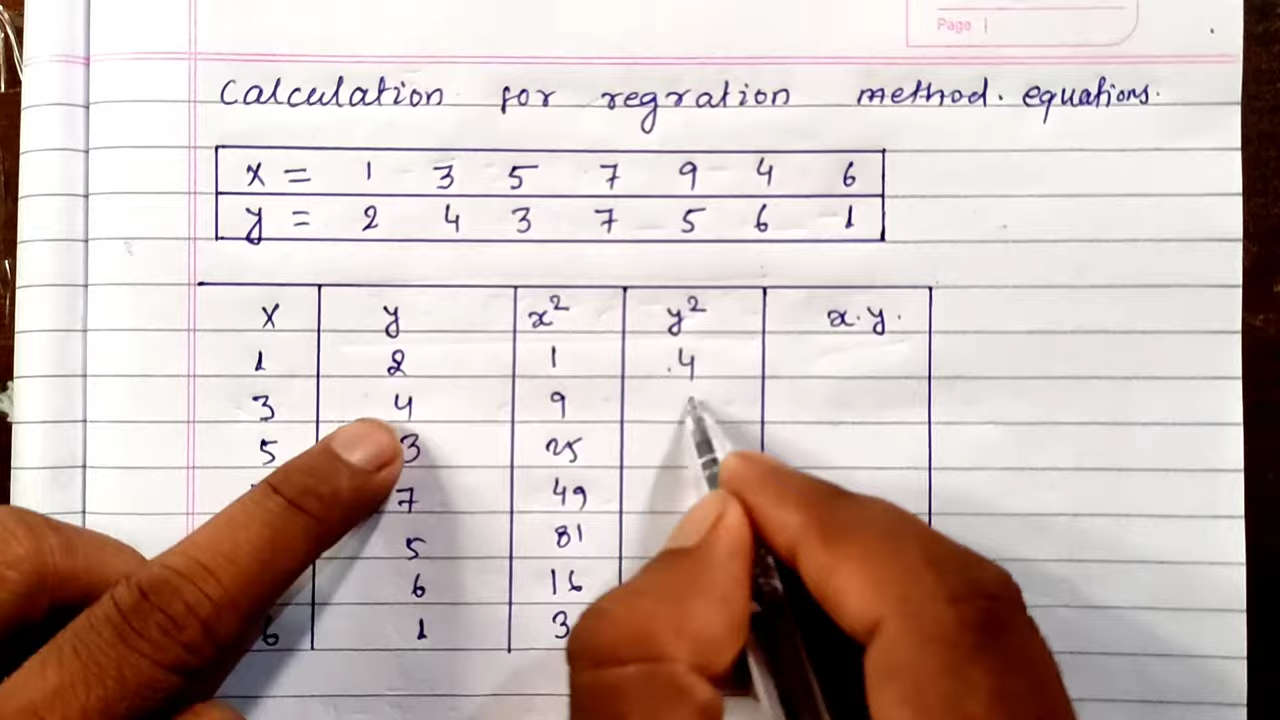 Page
Calculation for regration method. equations.
x = 1 3 5 7 9 4 6
y = 2 4 3 7 5 6 1
x y x² y² x.y.
1 2 1 .4
3 4 9
5 3 25
7 49
5 81
6 16
6 1 3